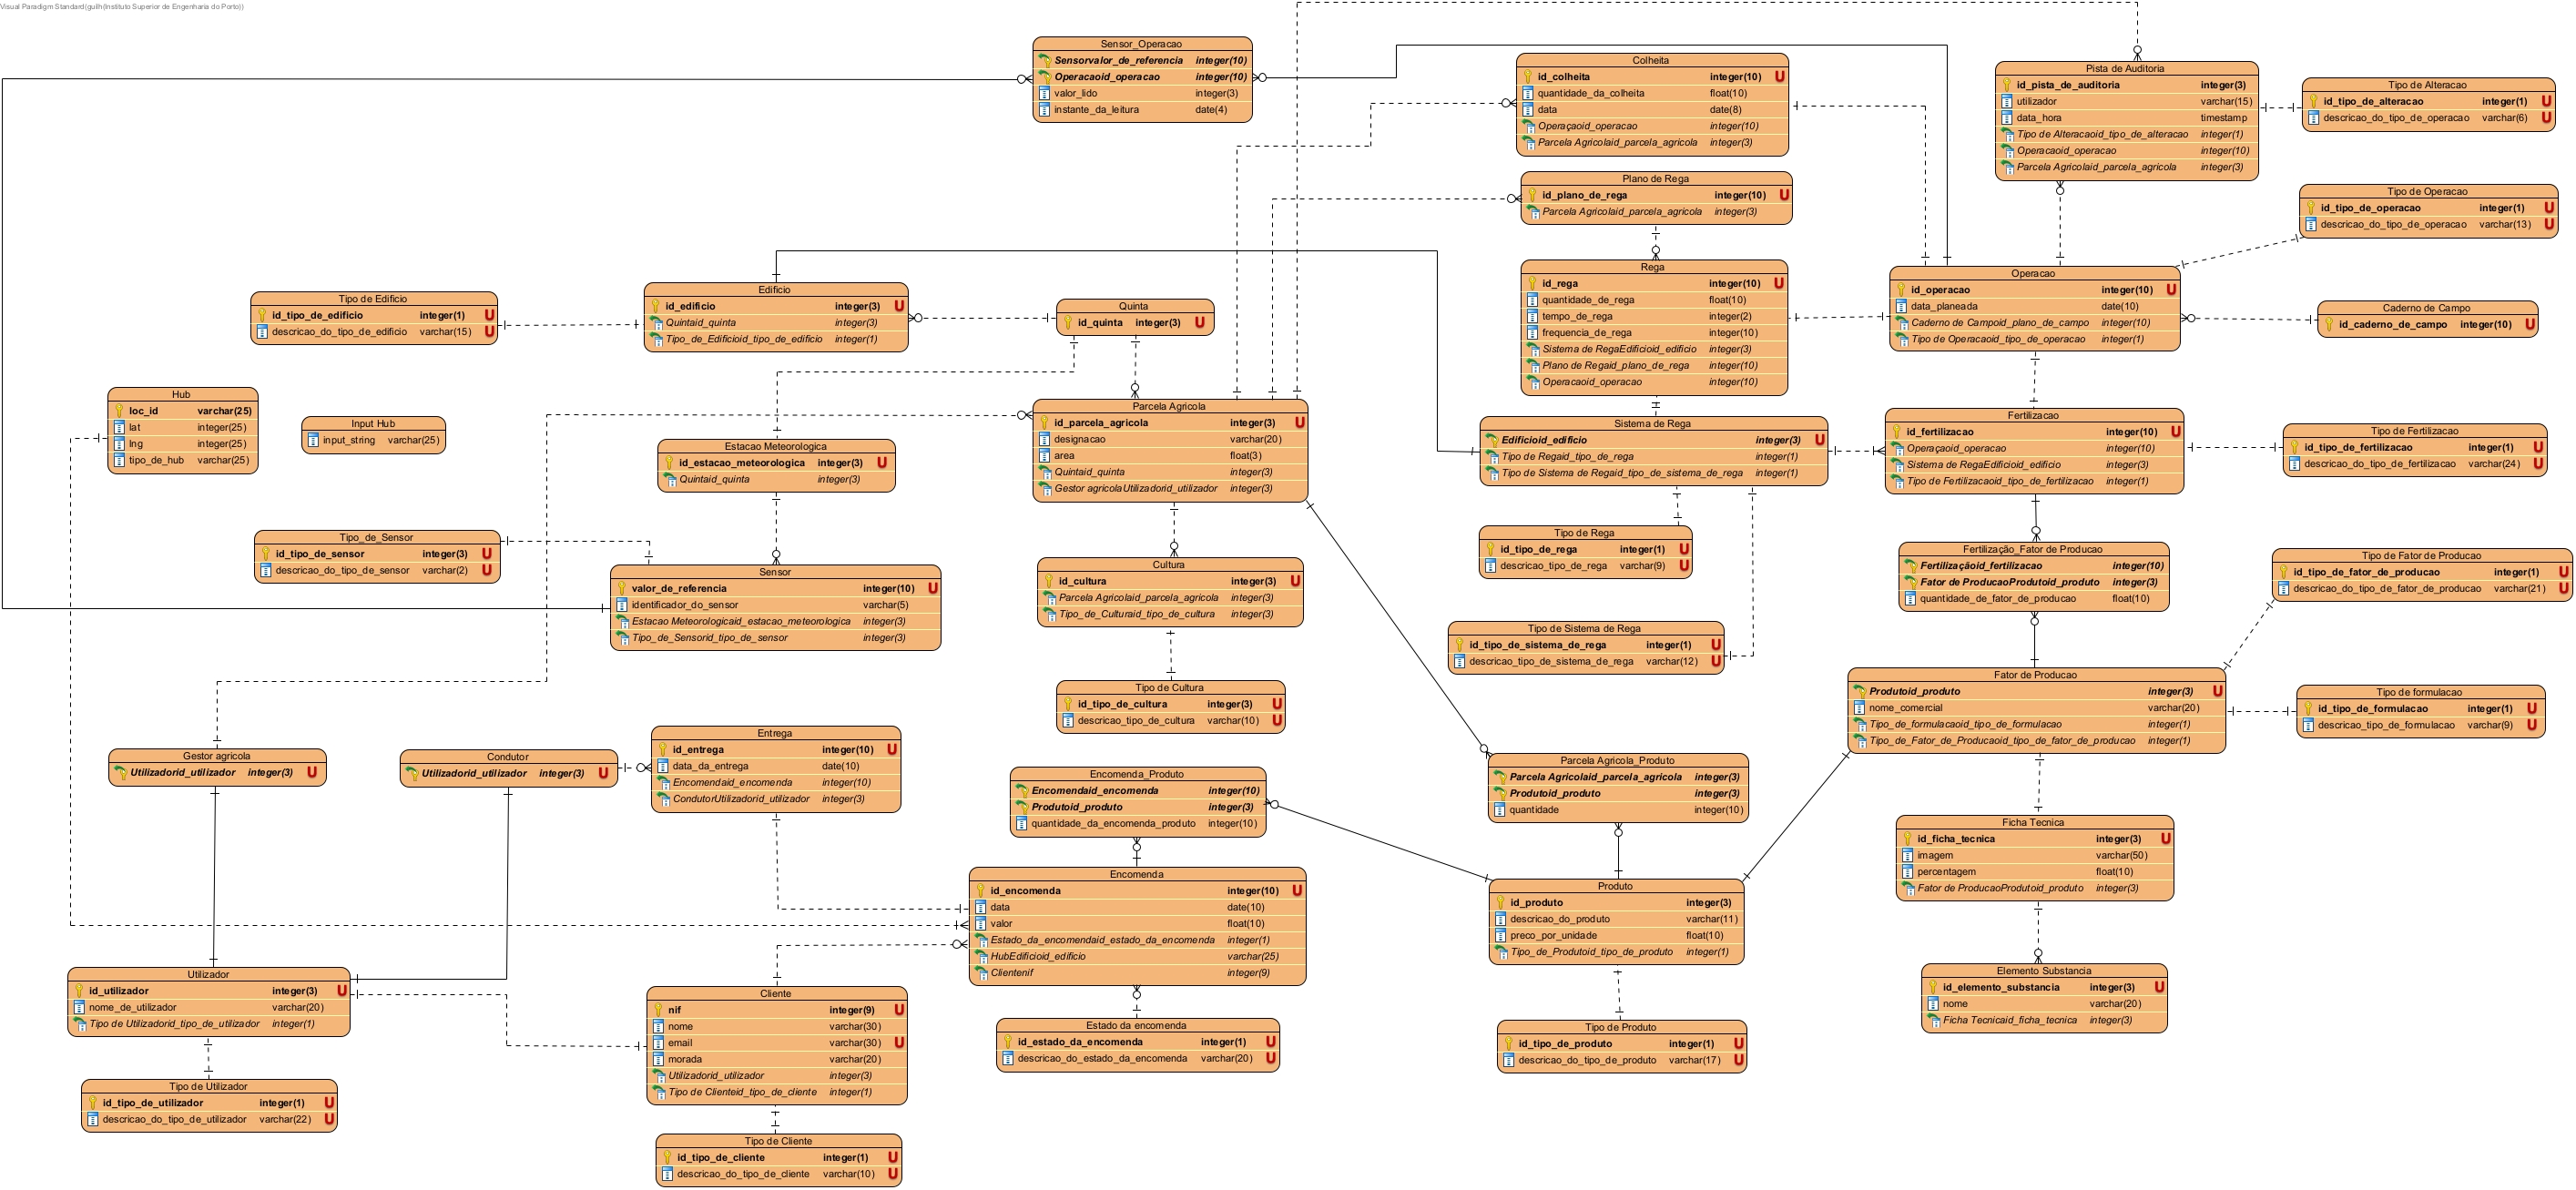 Visual Paradigm Standard(guilh(Instituto Superior de Engenharia do Porto))
Sensor_Operacao
Sensorvalor_de_referencia integer(10)
Operacaoid_operacao integer(10)
valor_lido integer(3)
instante_da_leitura date(4)
Colheita
id_colheita integer(10) U
quantidade_da_colheita float(10)
data date(8)
Operaçaoid_operacao integer(10)
Parcela Agricolaid_parcela_agricola integer(3)
Pista de Auditoria
id_pista_de_auditoria integer(3)
utilizador varchar(15)
data_hora timestamp
Tipo de Alteracaoid_tipo_de_alteracao integer(1)
Operacaoid_operacao integer(10)
Parcela Agricolaid_parcela_agricola integer(3)
Tipo de Alteracao
id_tipo_de_alteracao integer(1) U
descricao_do_tipo_de_operacao varchar(6) U
Plano de Rega
id_plano_de_rega integer(10) U
Parcela Agricolaid_parcela_agricola integer(3)
Tipo de Operacao
id_tipo_de_operacao integer(1) U
descricao_do_tipo_de_operacao varchar(13) U
Rega
id_rega integer(10) U
quantidade_de_rega float(10)
tempo_de_rega integer(2)
frequencia_de_rega integer(10)
Sistema de RegaEdificioid_edificio integer(3)
Plano de Regaid_plano_de_rega integer(10)
Operacaoid_operacao integer(10)
Operacao
id_operacao integer(10) U
data_planeada date(10)
Caderno de Campoid_plano_de_campo integer(10)
Tipo de Operacaoid_tipo_de_operacao integer(1)
Caderno de Campo
id_caderno_de_campo integer(10) U
Tipo de Edificio
id_tipo_de_edificio integer(1) U
descricao_do_tipo_de_edificio varchar(15) U
Edificio
id_edificio integer(3) U
Quintaid_quinta integer(3)
Tipo_de_Edificioid_tipo_de_edificio integer(1)
Quinta
id_quinta integer(3) U
Hub
loc_id varchar(25)
lat integer(25)
lng integer(25)
tipo_de_hub varchar(25)
Input Hub
input_string varchar(25)
Estacao Meteorologica
id_estacao_meteorologica integer(3) U
Quintaid_quinta integer(3)
Parcela Agricola
id_parcela_agricola integer(3) U
designacao varchar(20)
area float(3)
Quintaid_quinta integer(3)
Gestor agricolaUtilizadorid_utilizador integer(3)
Sistema de Rega
Edificioid_edificio integer(3) U
Tipo de Regaid_tipo_de_rega integer(1)
Tipo de Sistema de Regaid_tipo_de_sistema_de_rega integer(1)
Fertilizacao
id_fertilizacao integer(10) U
Operaçaoid_operacao integer(10)
Sistema de RegaEdificioid_edificio integer(3)
Tipo de Fertilizacaoid_tipo_de_fertilizacao integer(1)
Tipo de Fertilizacao
id_tipo_de_fertilizacao integer(1) U
descricao_do_tipo_de_fertilizacao varchar(24) U
Tipo_de_Sensor
id_tipo_de_sensor integer(3) U
descricao_do_tipo_de_sensor varchar(2) U
Sensor
valor_de_referencia integer(10) U
identificador_do_sensor varchar(5)
Estacao Meteorologicaid_estacao_meteorologica integer(3)
Tipo_de_Sensorid_tipo_de_sensor integer(3)
Cultura
id_cultura integer(3) U
Parcela Agricolaid_parcela_agricola integer(3)
Tipo_de_Culturaid_tipo_de_cultura integer(3)
Tipo de Rega
id_tipo_de_rega integer(1) U
descricao_tipo_de_rega varchar(9) U
Fertilização_Fator de Producao
Fertilizaçãoid_fertilizacao integer(10)
Fator de ProducaoProdutoid_produto integer(3)
quantidade_de_fator_de_producao float(10)
Tipo de Fator de Producao
id_tipo_de_fator_de_producao integer(1) U
descricao_do_tipo_de_fator_de_producao varchar(21) U
Tipo de Sistema de Rega
id_tipo_de_sistema_de_rega integer(1) U
descricao_tipo_de_sistema_de_rega varchar(12) U
Tipo de Cultura
id_tipo_de_cultura integer(3) U
descricao_tipo_de_cultura varchar(10) U
Fator de Producao
Produtoid_produto integer(3) U
nome_comercial varchar(20)
Tipo_de_formulacaoid_tipo_de_formulacao integer(1)
Tipo_de_Fator_de_Producaoid_tipo_de_fator_de_producao integer(1)
Tipo de formulacao
id_tipo_de_formulacao integer(1) U
descricao_tipo_de_formulacao varchar(9) U
Gestor agricola
Utilizadorid_utilizador integer(3) U
Condutor
Utilizadorid_utilizador integer(3) U
Entrega
id_entrega integer(10) U
data_da_entrega date(10)
Encomendaid_encomenda integer(10)
CondutorUtilizadorid_utilizador integer(3)
Encomenda_Produto
Encomendaid_encomenda integer(10)
Produtoid_produto integer(3)
quantidade_da_encomenda_produto integer(10)
Parcela Agricola_Produto
Parcela Agricolaid_parcela_agricola integer(3)
Produtoid_produto integer(3)
quantidade integer(10)
Ficha Tecnica
id_ficha_tecnica integer(3) U
imagem varchar(50)
percentagem float(10)
Fator de ProducaoProdutoid_produto integer(3)
Encomenda
id_encomenda integer(10) U
data date(10)
valor float(10)
Estado_da_encomendaid_estado_da_encomenda integer(1)
HubEdificioid_edificio varchar(25)
Clientenif integer(9)
Produto
id_produto integer(3)
descricao_do_produto varchar(11)
preco_por_unidade float(10)
Tipo_de_Produtoid_tipo_de_produto integer(1)
Utilizador
id_utilizador integer(3) U
nome_de_utilizador varchar(20)
Tipo de Utilizadorid_tipo_de_utilizador integer(1)
Cliente
nif integer(9) U
nome varchar(30)
email varchar(30) U
morada varchar(20)
Utilizadorid_utilizador integer(3)
Tipo de Clienteid_tipo_de_cliente integer(1)
Elemento Substancia
id_elemento_substancia integer(3) U
nome varchar(20)
Ficha Tecnicaid_ficha_tecnica integer(3)
Estado da encomenda
id_estado_da_encomenda integer(1) U
descricao_do_estado_da_encomenda varchar(20) U
Tipo de Produto
id_tipo_de_produto integer(1) U
descricao_do_tipo_de_produto varchar(17) U
Tipo de Utilizador
id_tipo_de_utilizador integer(1) U
descricao_do_tipo_de_utilizador varchar(22) U
Tipo de Cliente
id_tipo_de_cliente integer(1) U
descricao_do_tipo_de_cliente varchar(10) U